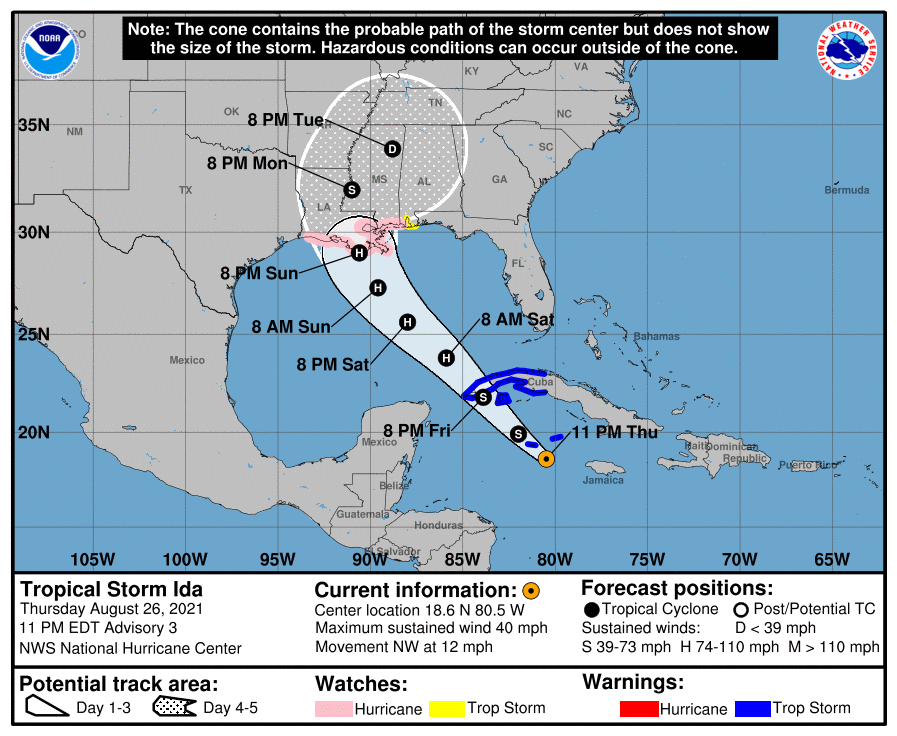 Note: The cone contains the probable path of the storm center but does not show
the size of the storm. Hazardous conditions can occur outside of the cone.
NOAA
NATIONAL WEATHER SERVICE
CO
KY
VA
OK
TN
NC
35N
8 PM Tue
D
NM
SC
8 PM Mon
S
MS
AL
GA
TX
Bermuda
LA
30N
H
FL
8 PM Sun
H
8 AM Sun
H
8 AM Sat
25N
Bahamas
H
Mexico
8 PM Sat
Cuba
S
20N
8 PM Fri
S
11 PM Thu
Mexico
Haiti
Dominican
Republic
Puerto Rico
Jamaica
Belize
Guatemala
Honduras
El Salvador
105W 100W 95W 90W 85W 80W 75W 70W 65W
Tropical Storm Ida
Thursday August 26, 2021
11 PM EDT Advisory 3
NWS National Hurricane Center
Current information:
Center location 18.6 N 80.5 W
Maximum sustained wind 40 mph
Movement NW at 12 mph
Forecast positions:
Tropical Cyclone Post/Potential TC
Sustained winds: D < 39 mph
S 39-73 mph H 74-110 mph M > 110 mph
Potential track area:
Day 1-3 Day 4-5
Watches:
Hurricane Trop Storm
Warnings:
Hurricane Trop Storm